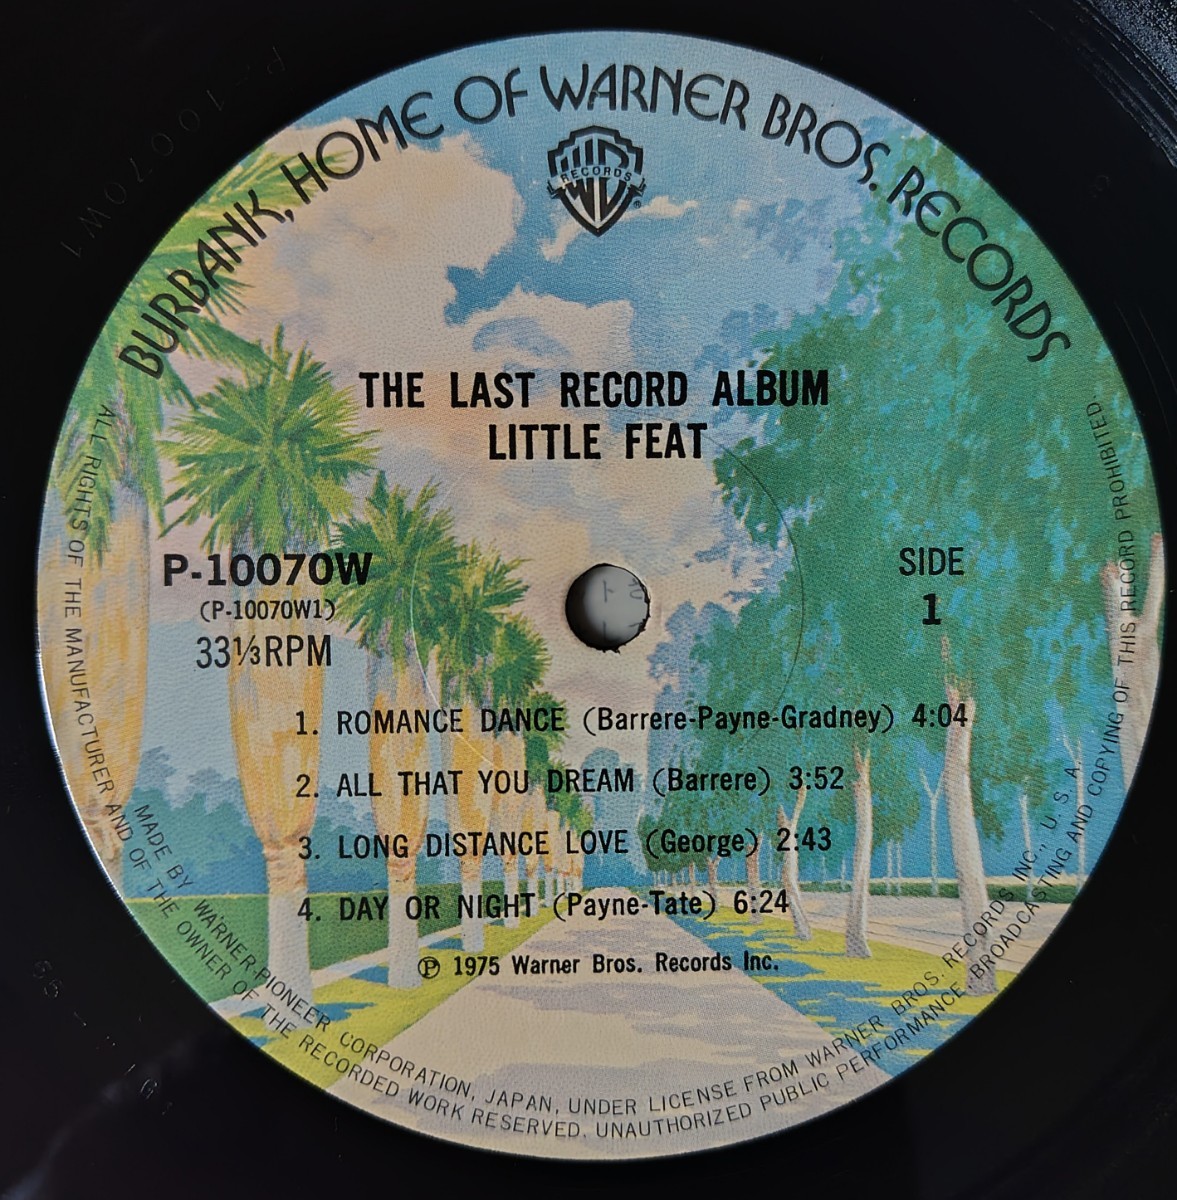 BURBANK, HOME OF WARNER BROS. RECORDS
RECORDS
®
THE LAST RECORD ALBUM
LITTLE FEAT
P-10070W
(P-10070W1)
33⅓RPM
SIDE
1
1. ROMANCE DANCE (Barrere-Payne-Gradney) 4:04
2. ALL THAT YOU DREAM (Barrere) 3:52
3. LONG DISTANCE LOVE (George) 2:43
4. DAY OR NIGHT (Payne-Tate) 6:24
Ⓟ 1975 Warner Bros. Records Inc.
MADE BY WARNER-PIONEER CORPORATION, JAPAN, UNDER LICENSE FROM WARNER BROS. RECORDS INC., U. S. A.
ALL RIGHTS OF THE MANUFACTURER AND OF THE OWNER OF THE RECORDED WORK RESERVED. UNAUTHORIZED PUBLIC PERFORMANCE, BROADCASTING AND COPYING OF THIS RECORD PROHIBITED.
P-10070W1